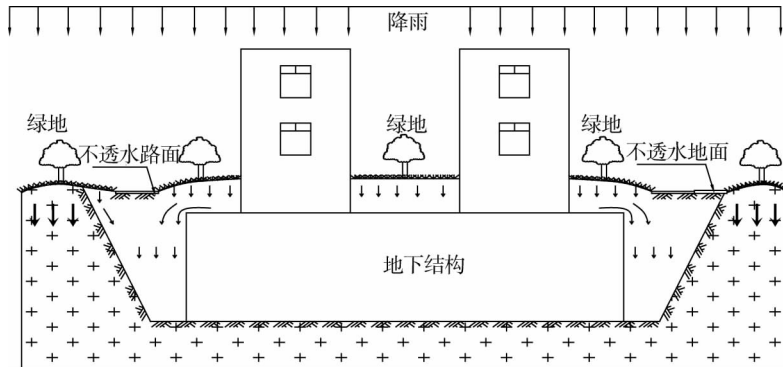 降雨
绿地
绿地
绿地
不透水路面
不透水地面
地下结构